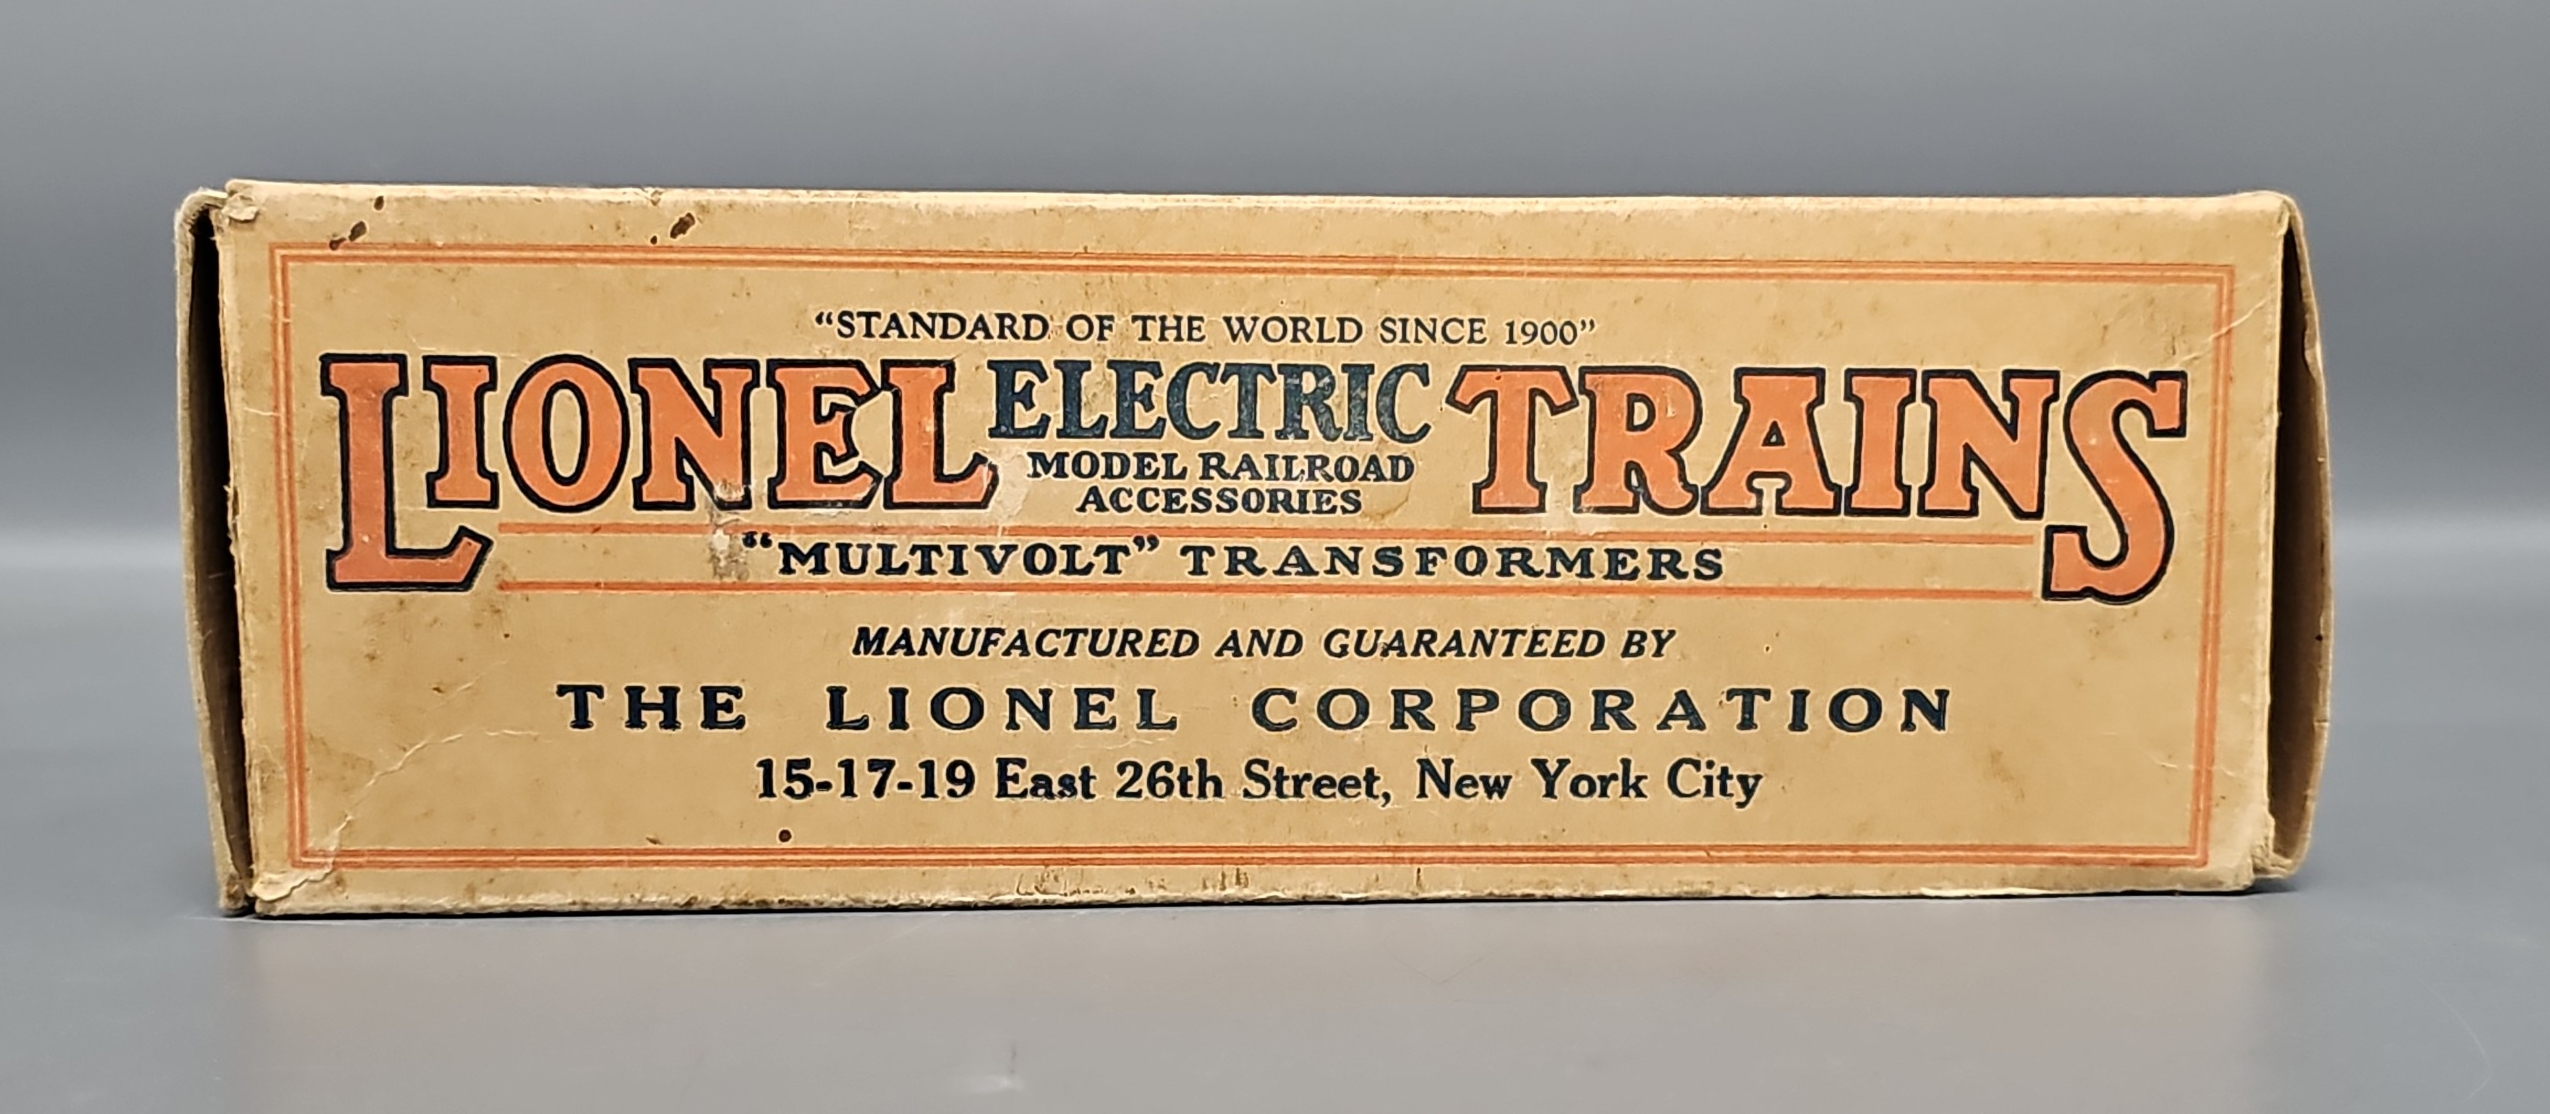 “STANDARD OF THE WORLD SINCE 1900”
LIONEL ELECTRIC TRAINS
MODEL RAILROAD
ACCESSORIES
“MULTIVOLT” TRANSFORMERS
MANUFACTURED AND GUARANTEED BY
THE LIONEL CORPORATION
15-17-19 East 26th Street, New York City